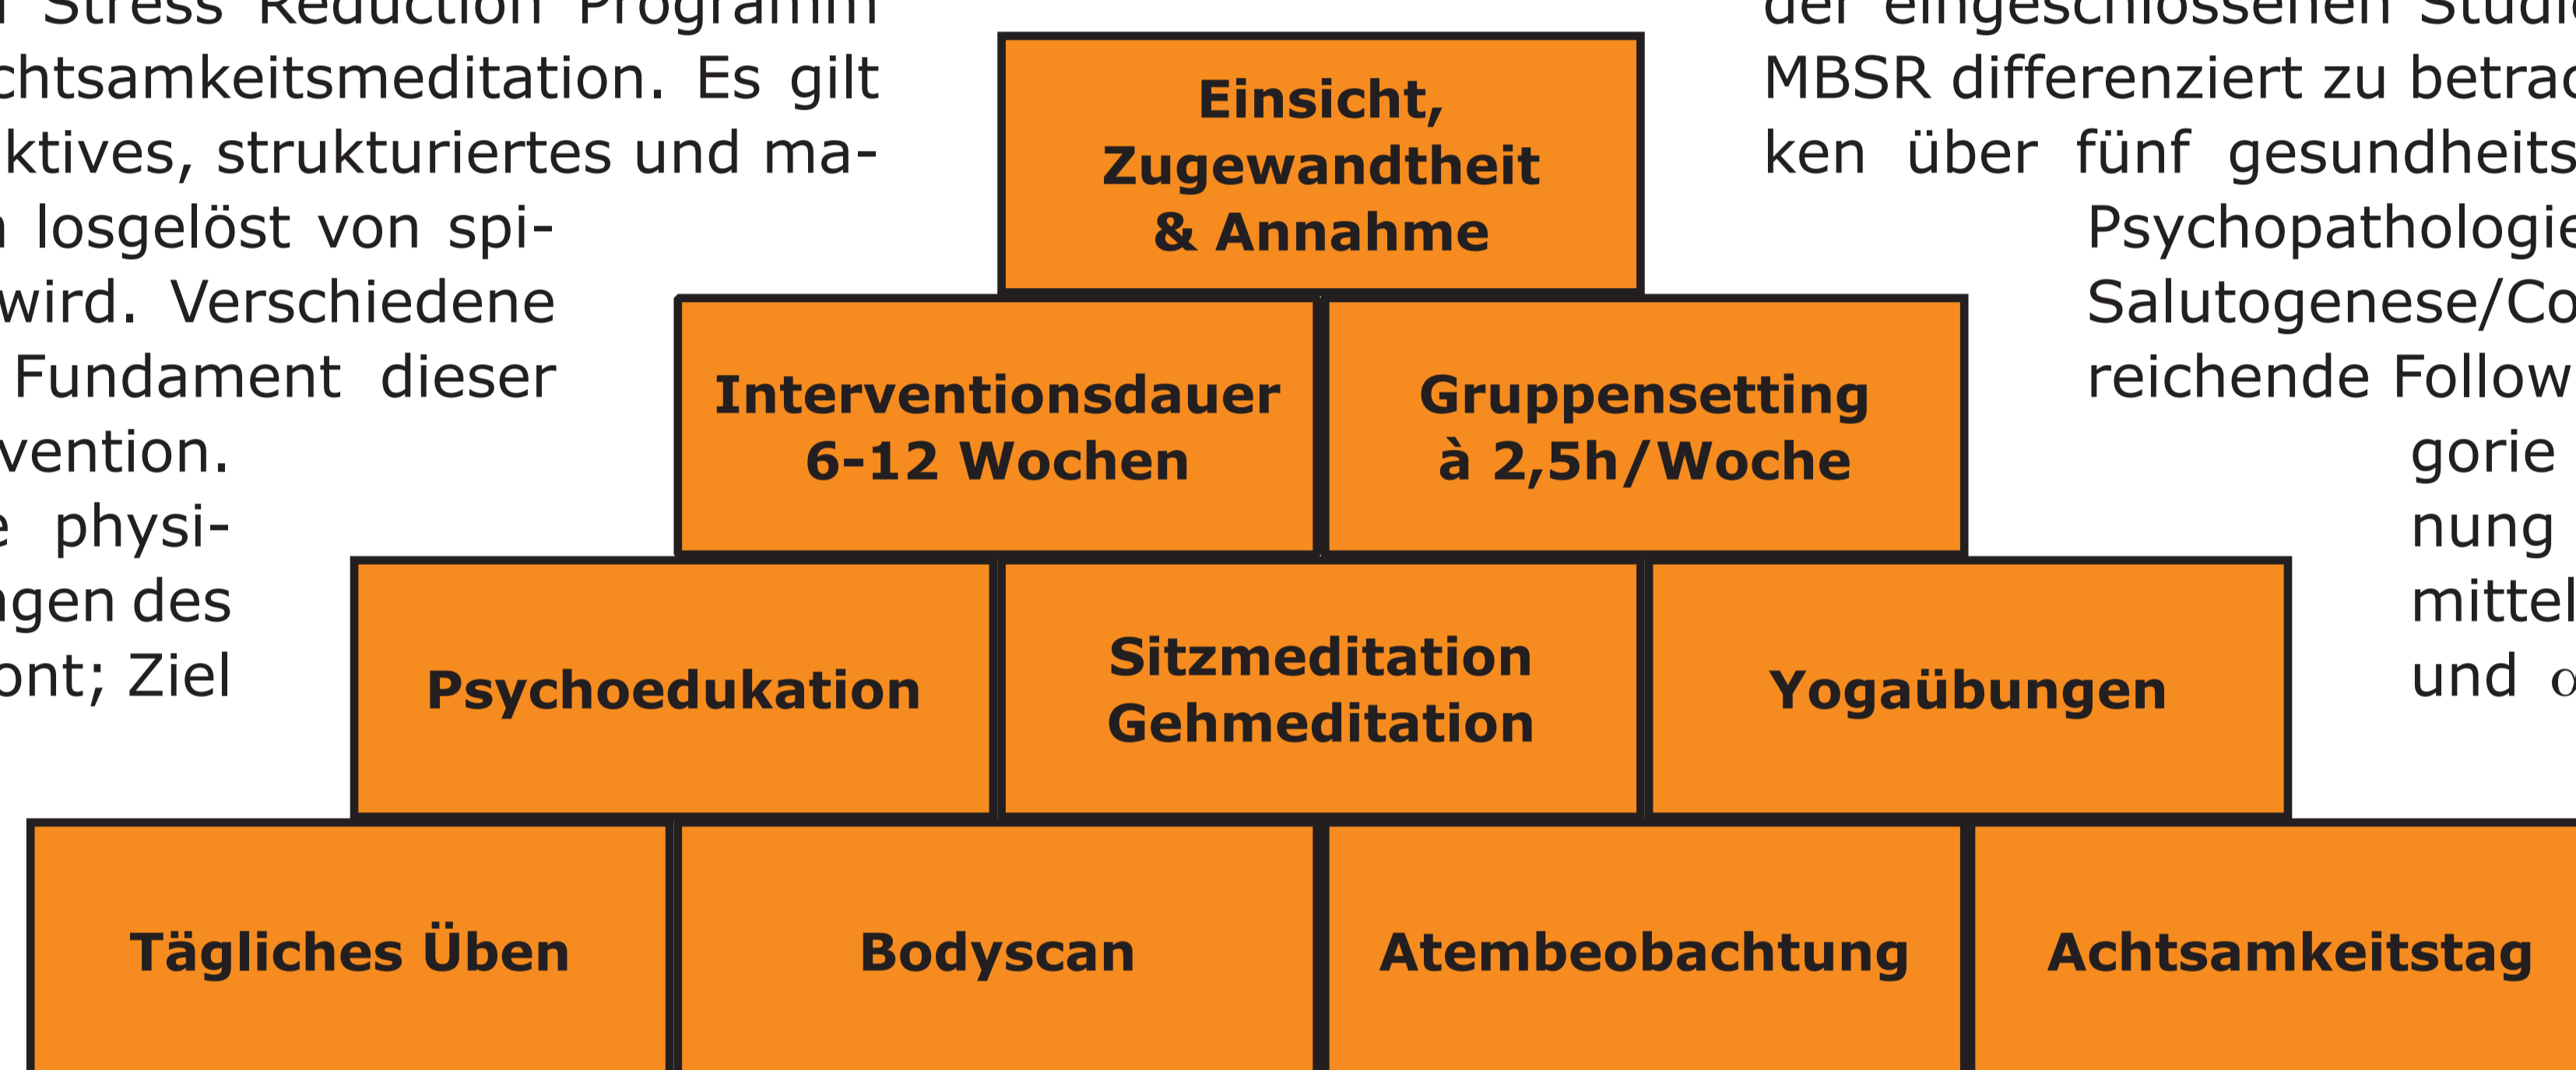 Stress Reduction Programm
chtsamkeitsmeditation. Es gilt
ktives, strukturiertes und ma-
losgelöst von spi-
wird. Verschiedene
Fundament dieser
vention.
e physi-
ngen des
ont; Ziel
Einsicht,
Zugewandtheit
& Annahme
Interventionsdauer
6-12 Wochen
Gruppensetting
à 2,5h/Woche
Psychoedukation
Sitzmeditation
Gehmeditation
Yogaübungen
Tägliches Üben
Bodyscan
Atembeobachtung
Achtsamkeitstag
der eingeschlossenen Studi
MBSR differenziert zu betrac
ken über fünf gesundheits
Psychopathologie
Salutogenese/Co
reichende Follow
gorie
nung
mittel
und